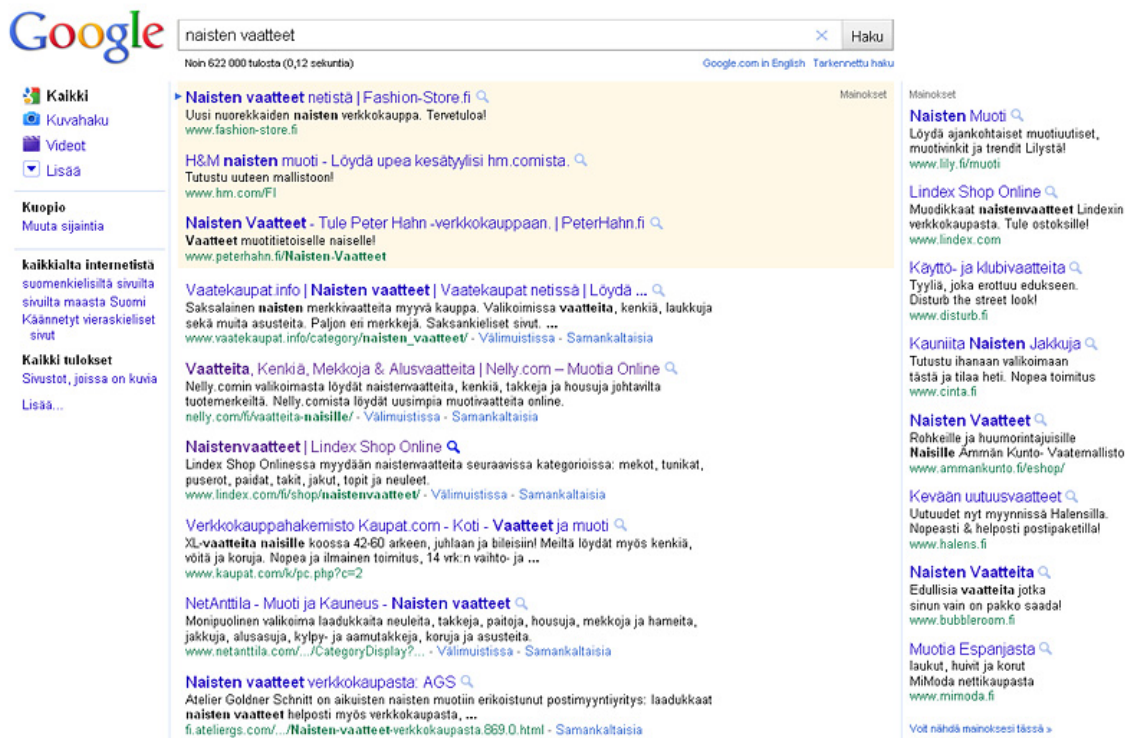 Google
naisten vaatteet
Haku
Noin 622 000 tulosta (0,12 sekuntia)
Google.com in English Tarkennettu haku
Kaikki
Kuvahaku
Videot
Lisää
Kuopio
Muuta sijaintia
kaikkialta internetistä
suomenkielisiltä sivuilta
sivuilta maasta Suomi
Käännetyt vieraskieliset
sivut
Kaikki tulokset
Sivustot, joissa on kuvia
Lisää...
Mainokset
Naisten vaatteet netistä | Fashion-Store.fi
Uusi nuorekkaiden naisten verkkokauppa. Tervetuloa!
www.fashion-store.fi
H&M naisten muoti - Löydä upea kesätyylisi hm.comista.
Tutustu uuteen mallistoon!
www.hm.com/FI
Naisten Vaatteet - Tule Peter Hahn -verkkokauppaan. | PeterHahn.fi
Vaatteet muotitietoiselle naiselle!
www.peterhahn.fi/Naisten-Vaatteet
Vaatekaupat.info | Naisten vaatteet | Vaatekaupat netissä | Löydä ...
Saksalainen naisten merkkivaatteita myyvä kauppa. Valikoimissa vaatteita, kenkiä, laukkuja
sekä muita asusteita. Paljon eri merkkejä. Saksankieliset sivut. ...
www.vaatekaupat.info/category/naisten_vaatteet/ - Välimuistissa - Samankaltaisia
Vaatteita, Kenkiä, Mekkoja & Alusvaatteita | Nelly.com – Muotia Online
Nelly.comin valikoimasta löydät naistenvaatteita, kenkiä, takkeja ja housuja johtavilta
tuotemerkeiltä. Nelly.comista löydät uusimpia muotivaatteita online.
nelly.com/fi/vaatteita-naisille/ - Välimuistissa - Samankaltaisia
Naistenvaatteet | Lindex Shop Online
Lindex Shop Onlinessa myydään naistenvaatteita seuraavissa kategorioissa: mekot, tunikat,
puserot, paidat, takit, jakut, topit ja neuleet.
www.lindex.com/fi/shop/naistenvaatteet/ - Välimuistissa - Samankaltaisia
Verkkokauppahakemisto Kaupat.com - Koti - Vaatteet ja muoti
XL-vaatteita naisille koossa 42-60 arkeen, juhlaan ja bileisiin! Meiltä löydät myös kenkiä,
vöitä ja koruja. Nopea ja ilmainen toimitus, 14 vrk:n vaihto- ja ...
www.kaupat.com/k/pc.php?c=2
NetAnttila - Muoti ja Kauneus - Naisten vaatteet
Monipuolinen valikoima laadukkaita neuleita, takkeja, paitoja, housuja, mekkoja ja hameita,
jakkuja, alusasuja, kylpy- ja aamutakkeja, koruja ja asusteita.
www.netanttila.com/.../CategoryDisplay?... - Välimuistissa - Samankaltaisia
Naisten vaatteet verkkokaupasta: AGS
Atelier Goldner Schnitt on aikuisten naisten muotiin erikoistunut postimyyntiyritys: laadukkaat
naisten vaatteet helposti myös verkkokaupasta, ...
fi.ateliergs.com/.../Naisten-vaatteet-verkkokaupasta.869.0.html - Samankaltaisia
Mainokset
Naisten Muoti
Löydä ajankohtaiset muotiuutiset,
muotivinkit ja trendit Lilystä!
www.lily.fi/muoti
Lindex Shop Online
Muodikkaat naistenvaatteet Lindexin
verkkokaupasta. Tule ostoksille!
www.lindex.com
Käyttö- ja klubivaatteita
Tyyliä, joka erottuu edukseen.
Disturb the street look!
www.disturb.fi
Kauniita Naisten Jakkuja
Tutustu ihanaan valikoimaan
tästä ja tilaa heti. Nopea toimitus
www.cinta.fi
Naisten Vaatteet
Rohkeille ja huumorintajuisille
Naisille Ämmän Kunto- Vaatemallisto
www.ammankunto.fi/eshop/
Kevään uutuusvaatteet
Uutuudet nyt myynnissä Halensilla.
Nopeasti & helposti postipaketilla!
www.halens.fi
Naisten Vaatteita
Edullisia vaatteita jotka
sinun vain on pakko saada!
www.bubbleroom.fi
Muotia Espanjasta
laukut, huivit ja korut
MiModa nettikaupasta
www.mimoda.fi
Voit nähdä mainoksesi tässä »